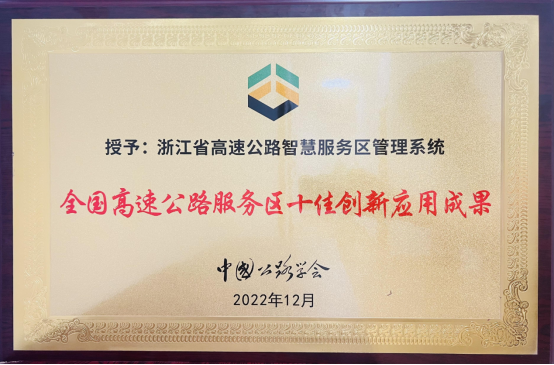 授予：浙江省高速公路智慧服务区管理系统
全国高速公路服务区十佳创新应用成果
中国公路学会
2022年12月